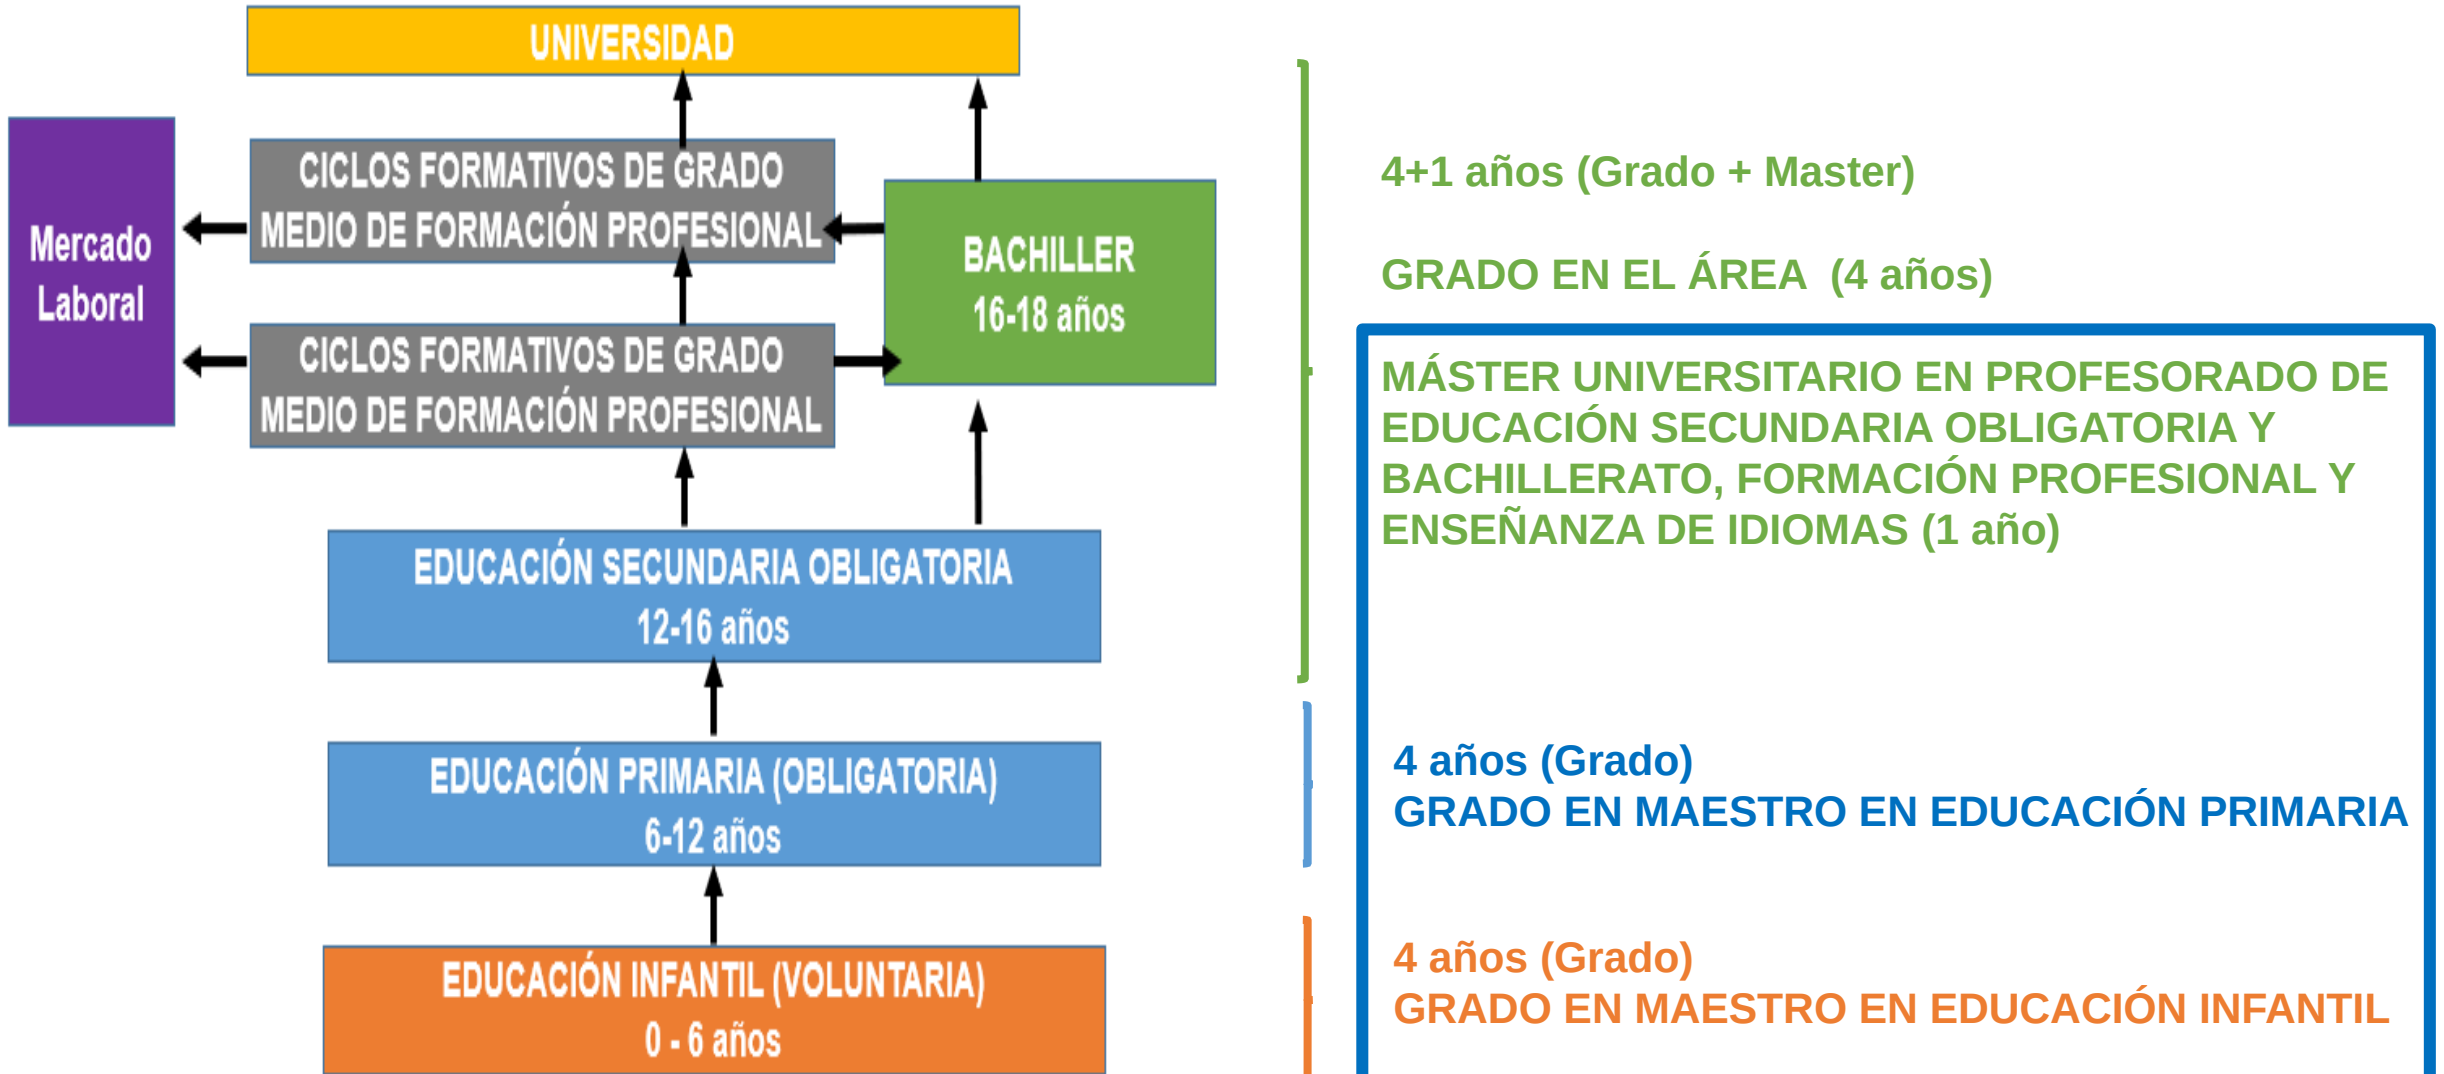 UNIVERSIDAD
CICLOS FORMATIVOS DE GRADO
MEDIO DE FORMACIÓN PROFESIONAL
Mercado
Laboral
BACHILLER
16-18 años
CICLOS FORMATIVOS DE GRADO
MEDIO DE FORMACIÓN PROFESIONAL
EDUCACIÓN SECUNDARIA OBLIGATORIA
12-16 años
EDUCACIÓN PRIMARIA (OBLIGATORIA)
6-12 años
EDUCACIÓN INFANTIL (VOLUNTARIA)
0 - 6 años
4+1 años (Grado + Master)
GRADO EN EL ÁREA (4 años)
MÁSTER UNIVERSITARIO EN PROFESORADO DE
EDUCACIÓN SECUNDARIA OBLIGATORIA Y
BACHILLERATO, FORMACIÓN PROFESIONAL Y
ENSEÑANZA DE IDIOMAS (1 año)
4 años (Grado)
GRADO EN MAESTRO EN EDUCACIÓN PRIMARIA
4 años (Grado)
GRADO EN MAESTRO EN EDUCACIÓN INFANTIL